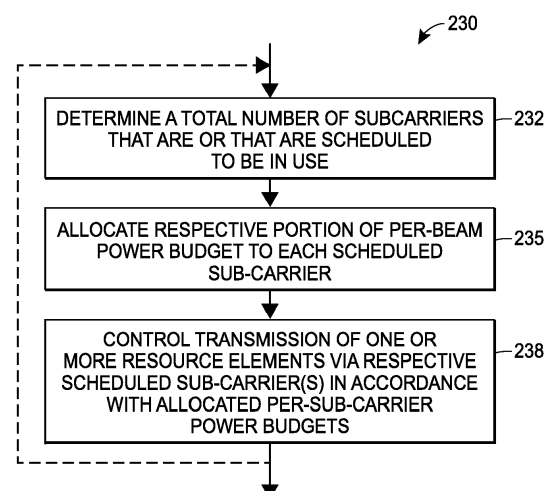 230
DETERMINE A TOTAL NUMBER OF SUBCARRIERS
THAT ARE OR THAT ARE SCHEDULED
TO BE IN USE
232
ALLOCATE RESPECTIVE PORTION OF PER-BEAM
POWER BUDGET TO EACH SCHEDULED
SUB-CARRIER
235
CONTROL TRANSMISSION OF ONE OR
MORE RESOURCE ELEMENTS VIA RESPECTIVE
SCHEDULED SUB-CARRIER(S) IN ACCORDANCE
WITH ALLOCATED PER-SUB-CARRIER
POWER BUDGETS
238